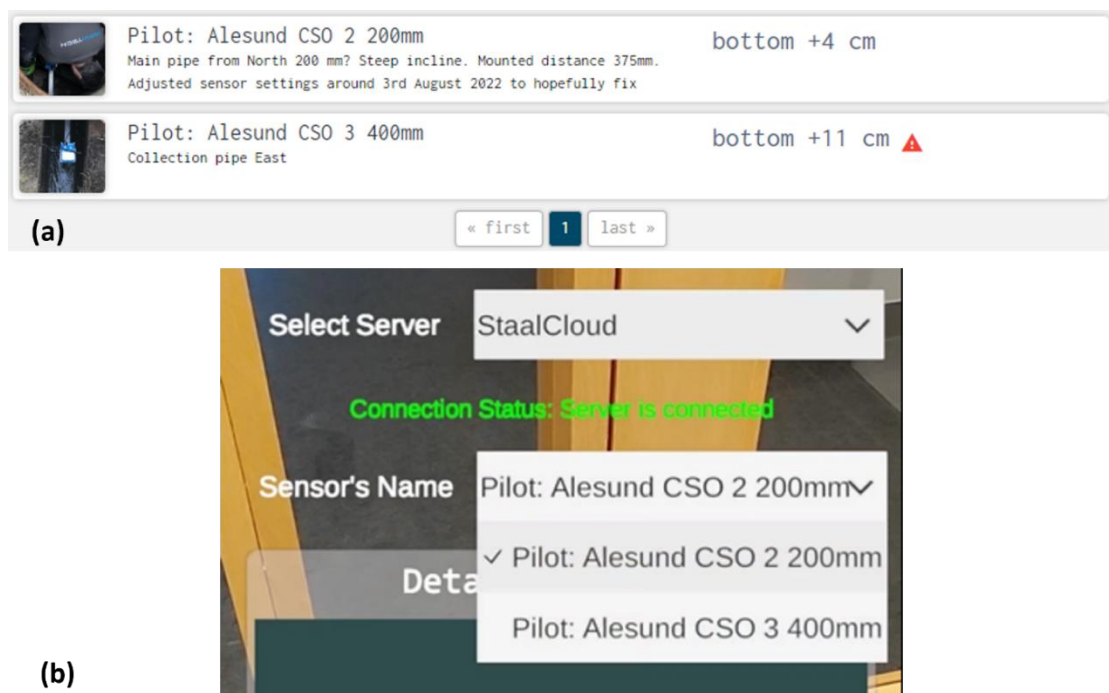 Pilot: Alesund CSO 2 200mm
bottom +4 cm
Main pipe from North 200 mm? Steep incline. Mounted distance 375mm.
Adjusted sensor settings around 3rd August 2022 to hopefully fix
Pilot: Alesund CSO 3 400mm
bottom +11 cm
Collection pipe East
(a)
« first 1 last »
Select Server StaalCloud
Connection Status: Server is connected
Sensor's Name Pilot: Alesund CSO 2 200mm
Pilot: Alesund CSO 2 200mm
Deta
Pilot: Alesund CSO 3 400mm
(b)